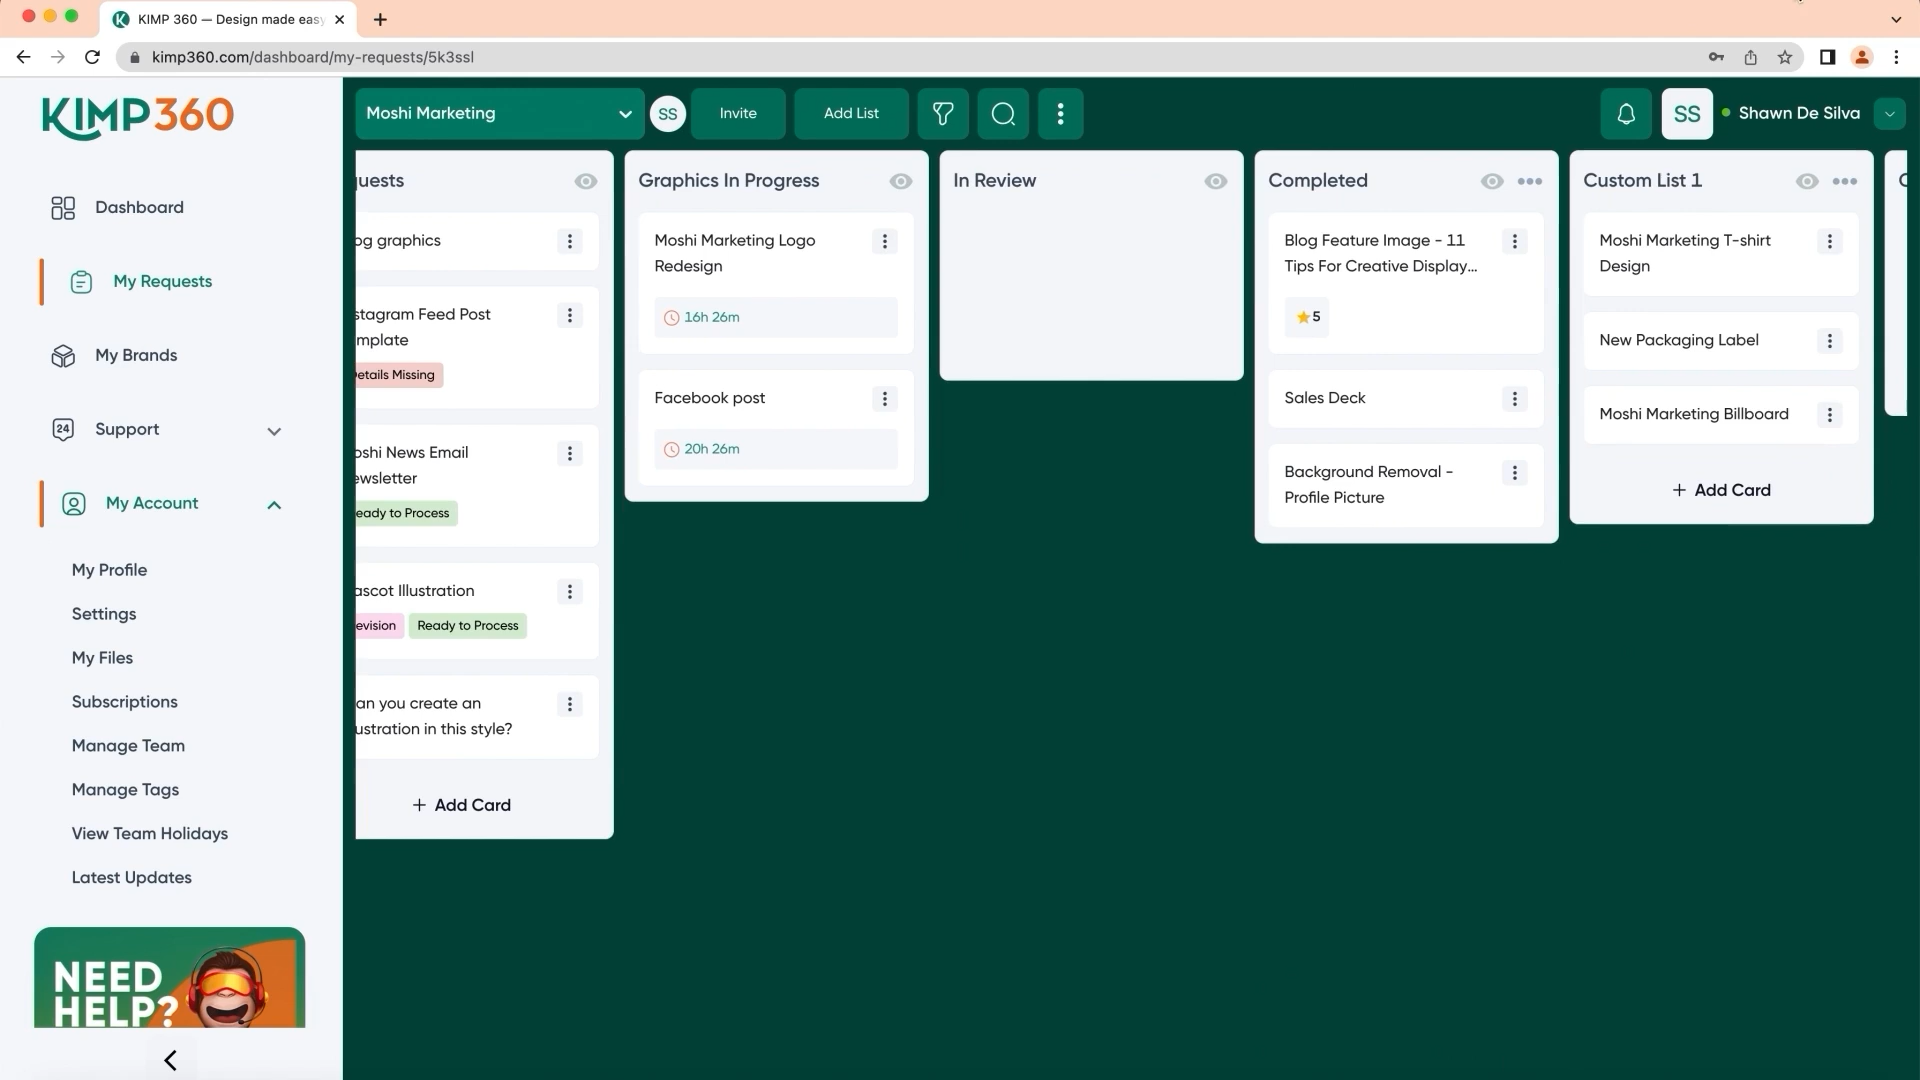 KIMP 360 — Design made easy
kimp360.com/dashboard/my-requests/5k3ssl
KIMP360
Dashboard
My Requests
My Brands
24
Support
My Account
My Profile
Settings
My Files
Subscriptions
Manage Team
Manage Tags
View Team Holidays
Latest Updates
NEED
HELP?
Moshi Marketing
SS
Invite
Add List
SS
Shawn De Silva
quests
og graphics
stagram Feed Post
mplate
etails Missing
oshi News Email
ewsletter
eady to Process
ascot Illustration
evision
Ready to Process
an you create an
ustration in this style?
+ Add Card
Graphics In Progress
Moshi Marketing Logo
Redesign
16h 26m
Facebook post
20h 26m
In Review
Completed
Blog Feature Image - 11
Tips For Creative Display...
5
Sales Deck
Background Removal -
Profile Picture
Custom List 1
Moshi Marketing T-shirt
Design
New Packaging Label
Moshi Marketing Billboard
+ Add Card